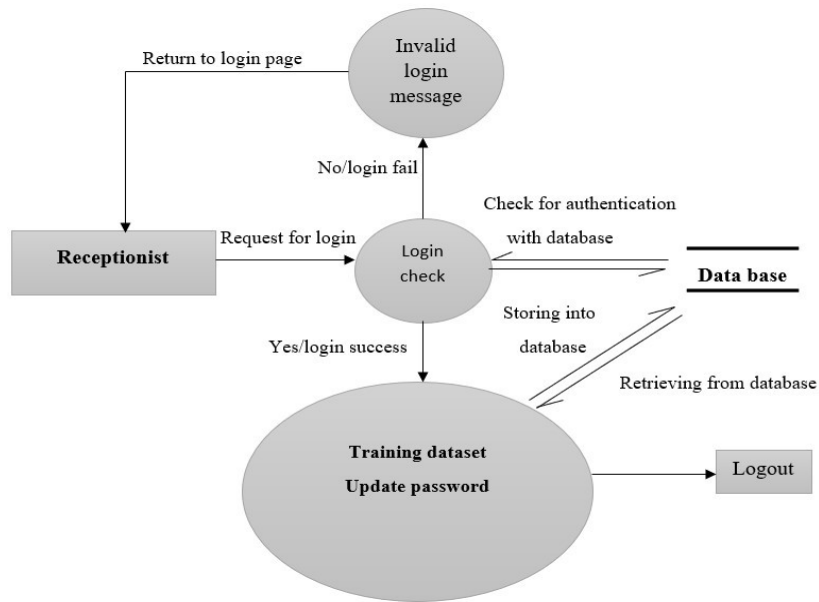 Invalid
login
message
Return to login page
No/login fail
Receptionist
Request for login
Login
check
Check for authentication
with database
Data base
Yes/login success
Storing into
database
Retrieving from database
Training dataset
Update password
Logout